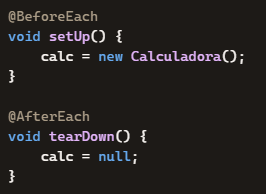 @BeforeEach
void setUp() {
    calc = new Calculadora();
}

@AfterEach
void tearDown() {
    calc = null;
}